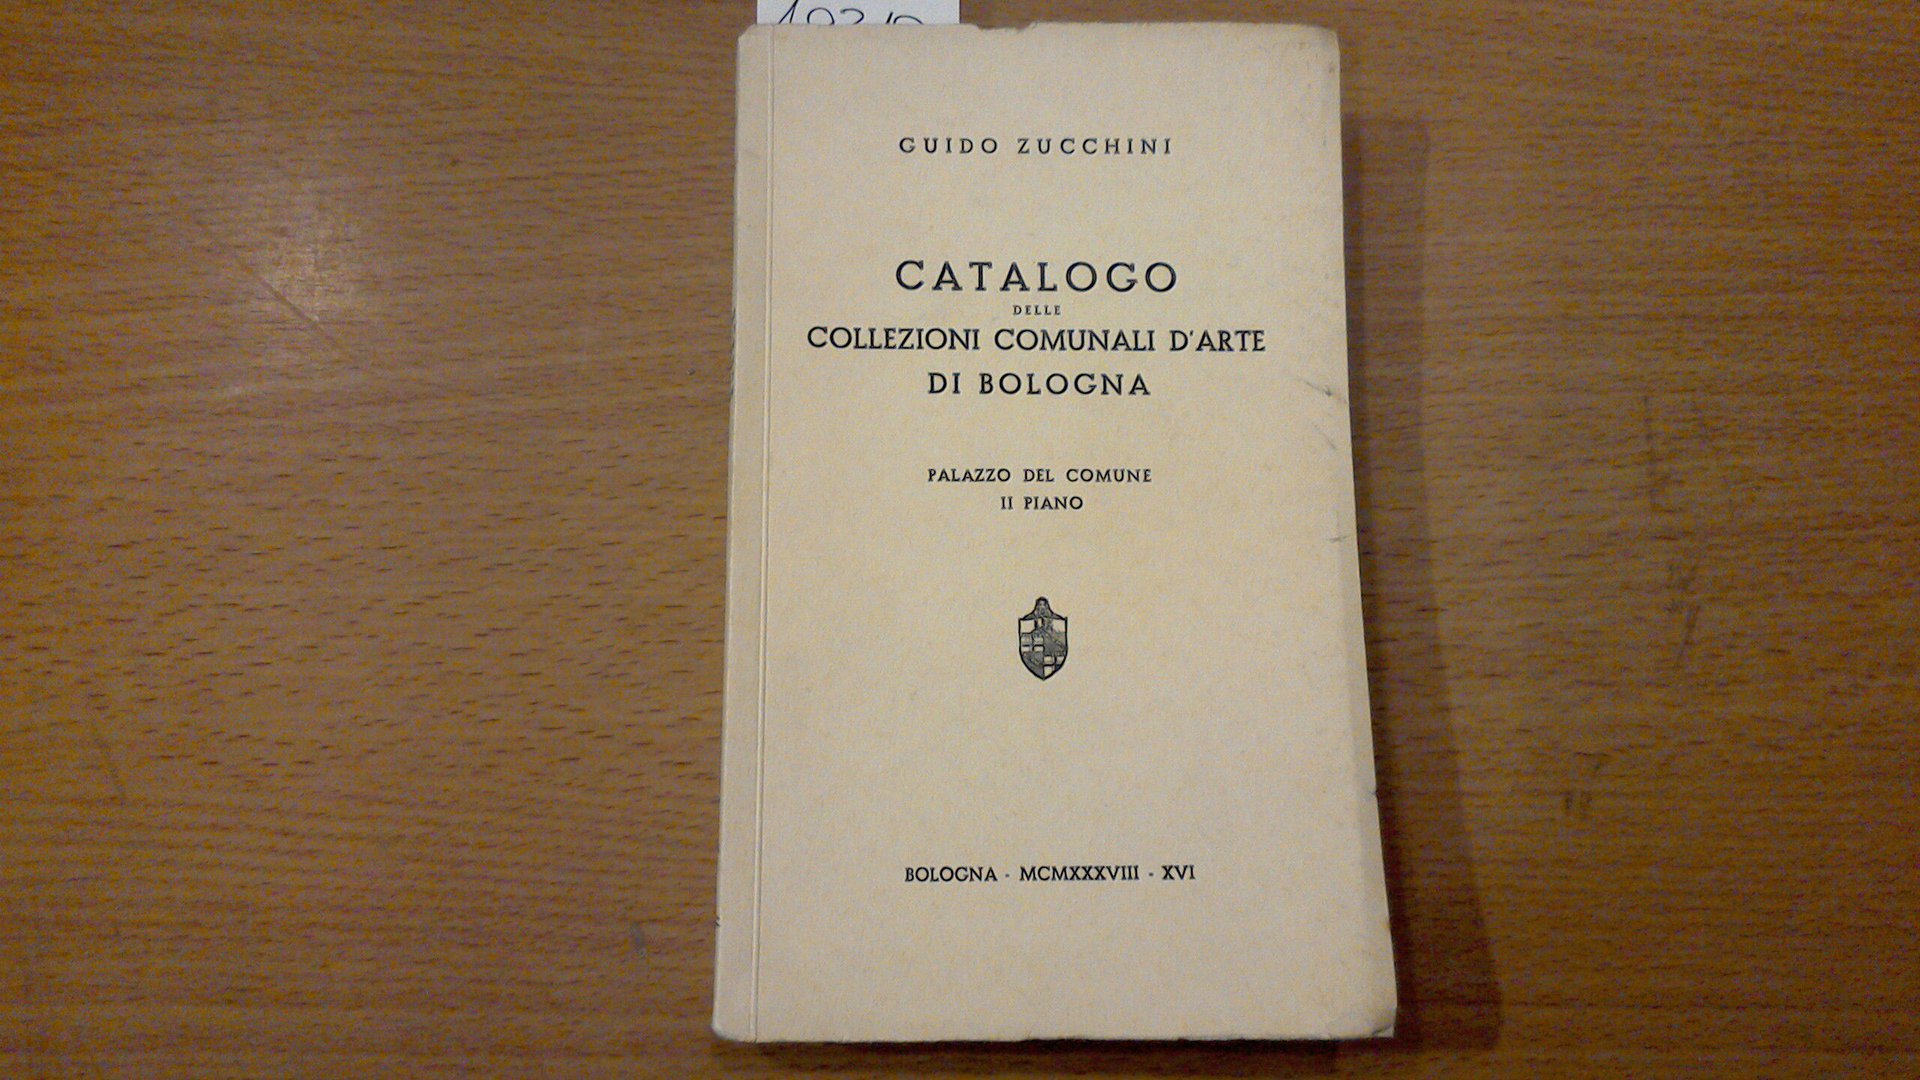 GUIDO ZUCCHINI
CATALOGO
DELLE
COLLEZIONI COMUNALI D'ARTE
DI BOLOGNA
PALAZZO DEL COMUNE
II PIANO
BOLOGNA - MCMXXXVIII - XVI